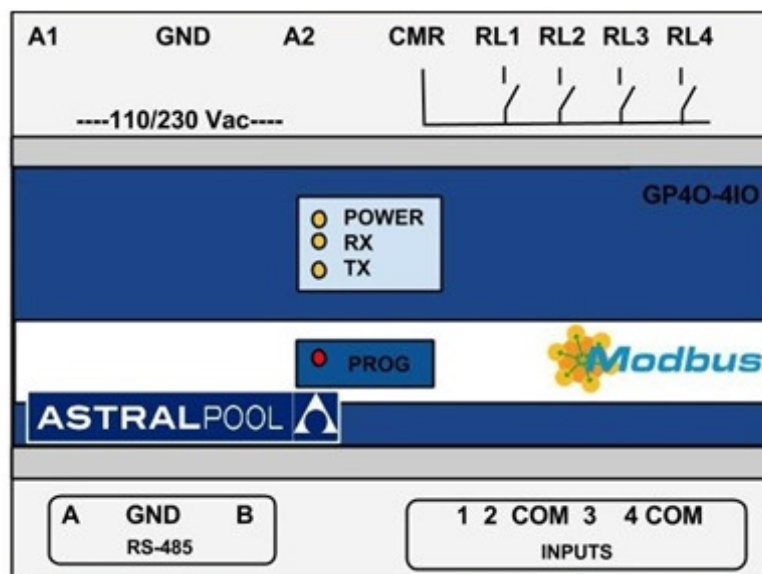 A1 GND A2 CMR RL1 RL2 RL3 RL4
----110/230 Vac----
GP4O-4IO
POWER
RX
TX
PROG
Modbus
ASTRALPOOL
A GND B
RS-485
1 2 COM 3 4 COM
INPUTS